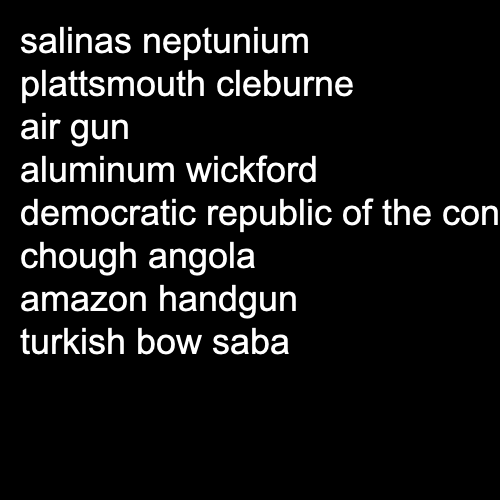 salinas neptunium
plattsmouth cleburne
air gun
aluminum wickford
democratic republic of the con
chough angola
amazon handgun
turkish bow saba